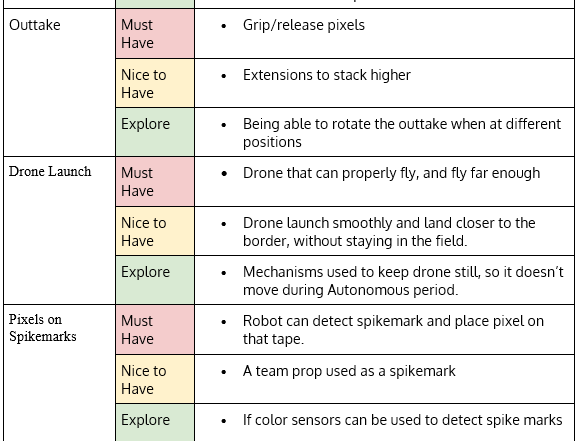 Outtake
Must
Have
• Grip/release pixels
Nice to
Have
• Extensions to stack higher
Explore
• Being able to rotate the outtake when at different
positions
Drone Launch
Must
Have
• Drone that can properly fly, and fly far enough
Nice to
Have
• Drone launch smoothly and land closer to the
border, without staying in the field.
Explore
• Mechanisms used to keep drone still, so it doesn't
move during Autonomous period.
Pixels on
Spikemarks
Must
Have
• Robot can detect spikemark and place pixel on
that tape.
Nice to
Have
• A team prop used as a spikemark
Explore
• If color sensors can be used to detect spike marks